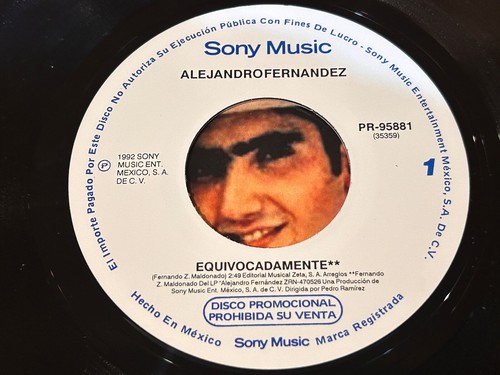 El Importe Pagado Por Este Disco No Autoriza Su Ejecución Pública Con Fines De Lucro - Sony Music Entertainment México, S.A. De C.V.
Sony Music
ALEJANDRO FERNANDEZ
PR-95881
(35359)
℗ 1992 SONY
MUSIC ENT.
MEXICO, S. A.
DE C. V.
1
EQUIVOCADAMENTE**
(Fernando Z. Maldonado) 2:49 Editorial Musical Zeta, S. A. Arreglos **Fernando
Z. Maldonado Del LP "Alejandro Fernández ZRN-470526 Una Producción de
Sony Music Ent. México, S. A. de C. V. Dirigida por Pedro Ramírez
DISCO PROMOCIONAL
PROHIBIDA SU VENTA
Hecho En México Sony Music Marca Registrada